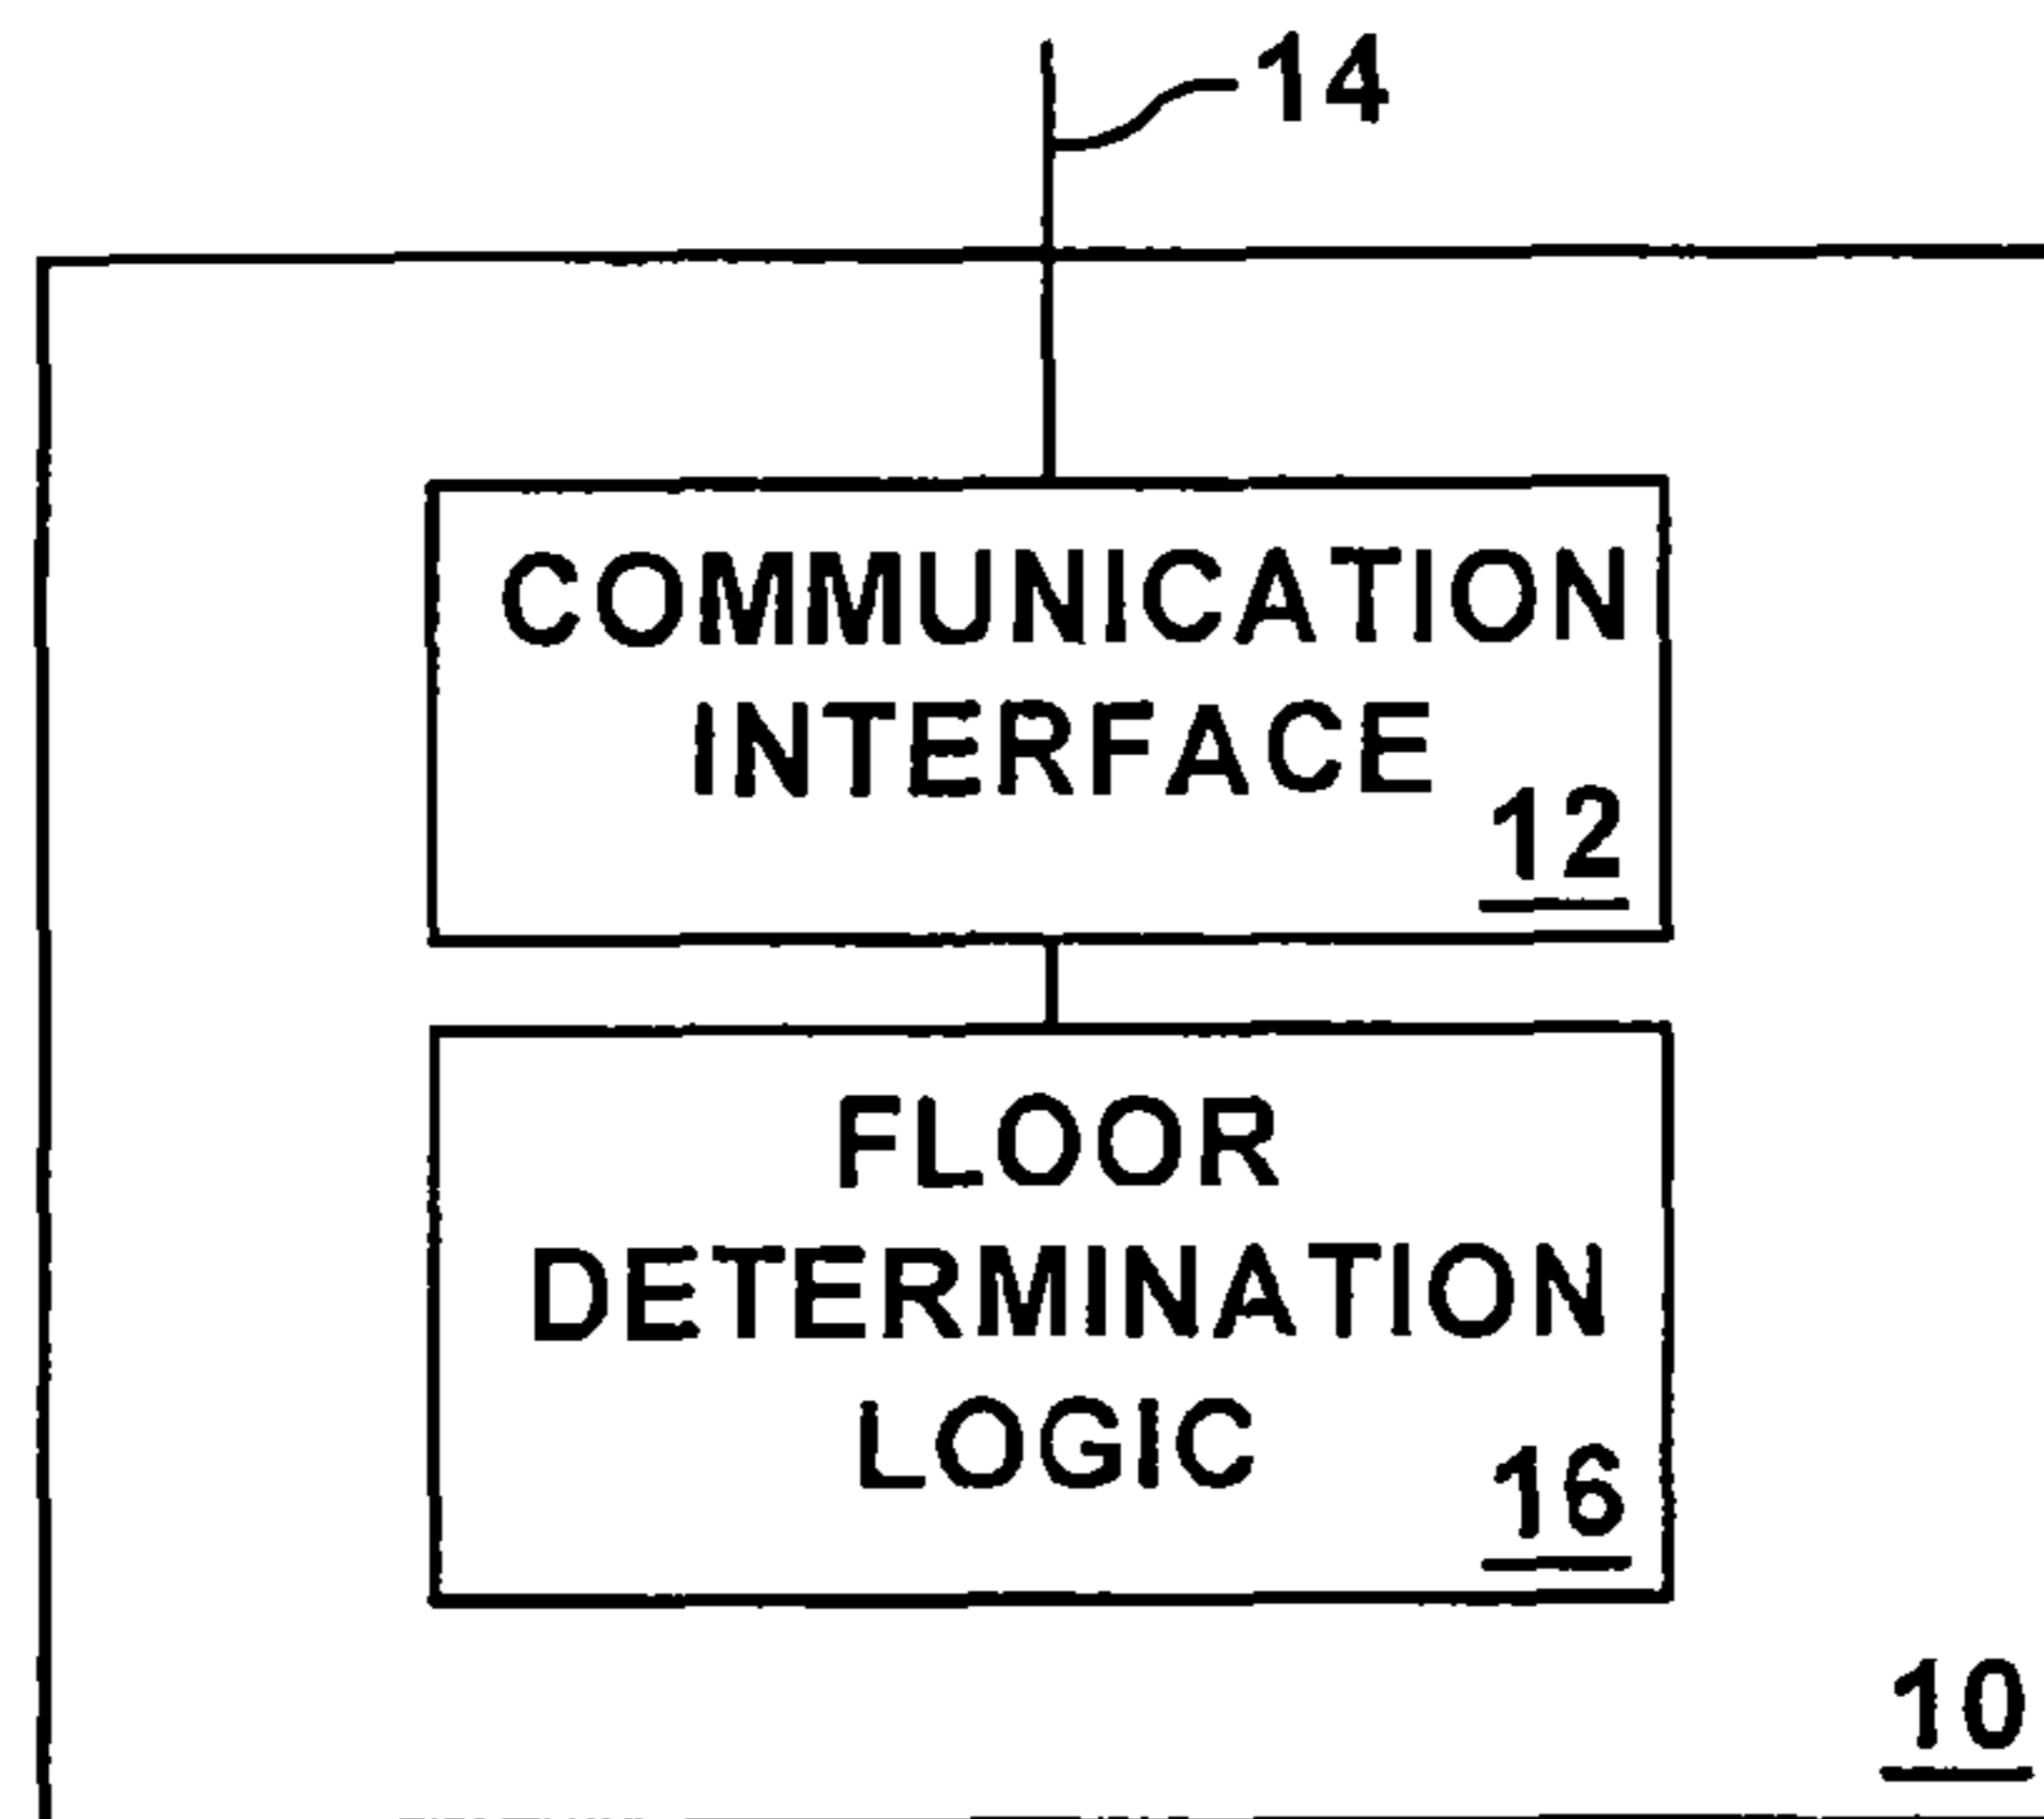 14
COMMUNICATION
INTERFACE
12
FLOOR
DETERMINATION
LOGIC
16
10